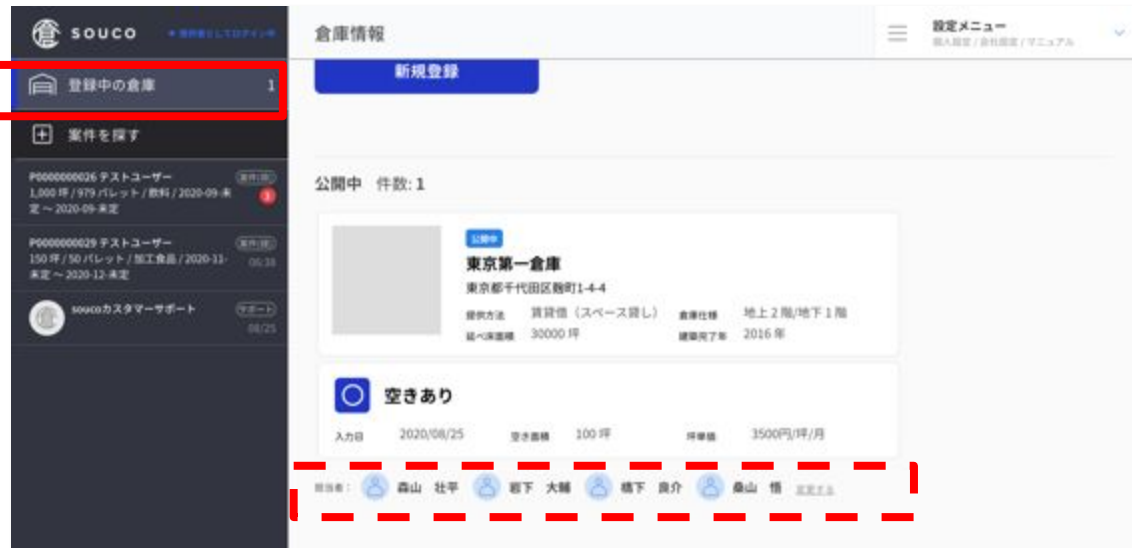 souco
登録中の倉庫 1
案件を探す
P0000000026 テストユーザー
1,000 坪 / 979 パレット / 飲料 / 2020-09-未
定 ～ 2020-09-未定
P0000000029 テストユーザー
150 坪 / 50 パレット / 加工食品 / 2020-11-
未定 ～ 2020-12-未定
soucoカスタマーサポート サポート
08/25
倉庫情報
設定メニュー
個人設定 / 会社設定 / マニュアル
新規登録
公開中 件数: 1
公開中
東京第一倉庫
東京都千代田区麴町1-4-4
提供方法 賃貸借（スペース貸し） 倉庫仕様 地上 2 階/地下 1 階
延べ床面積 30000 坪 建築完了年 2016 年
空きあり
入力日 2020/08/25 空き面積 100 坪 坪単価 3500円/坪/月
担当者: 森山 壮平 岩下 大輔 橋下 良介 桑山 悟 変更する